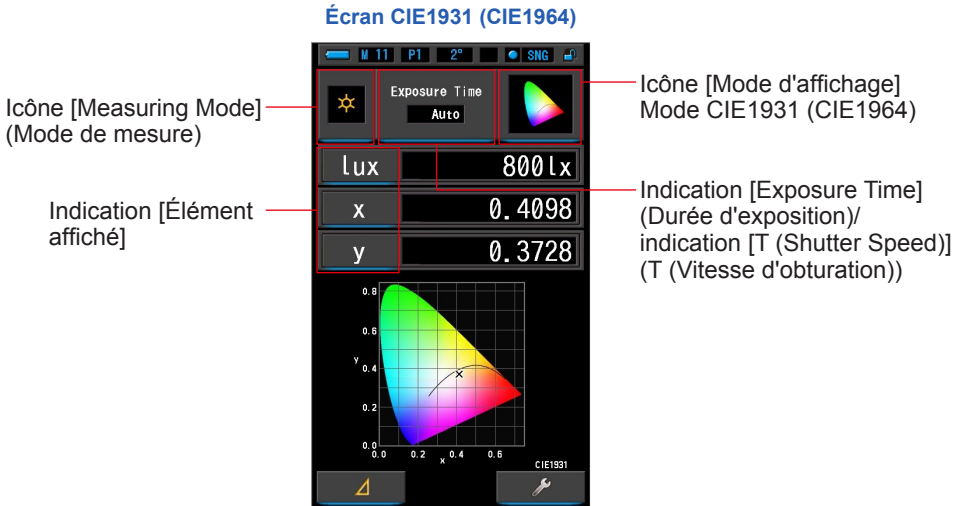 Écran CIE1931 (CIE1964)
M 11 P1 2° SNG
Icône [Measuring Mode]
(Mode de mesure)
Exposure Time
Auto
Icône [Mode d'affichage]
Mode CIE1931 (CIE1964)
lux 800lx
x 0.4098
y 0.3728
Indication [Élément
affiché]
Indication [Exposure Time]
(Durée d'exposition)/
indication [T (Shutter Speed)]
(T (Vitesse d'obturation))
0.8
0.6
y
0.4
0.2
0.0
0.0 0.2 x 0.4 0.6
CIE1931